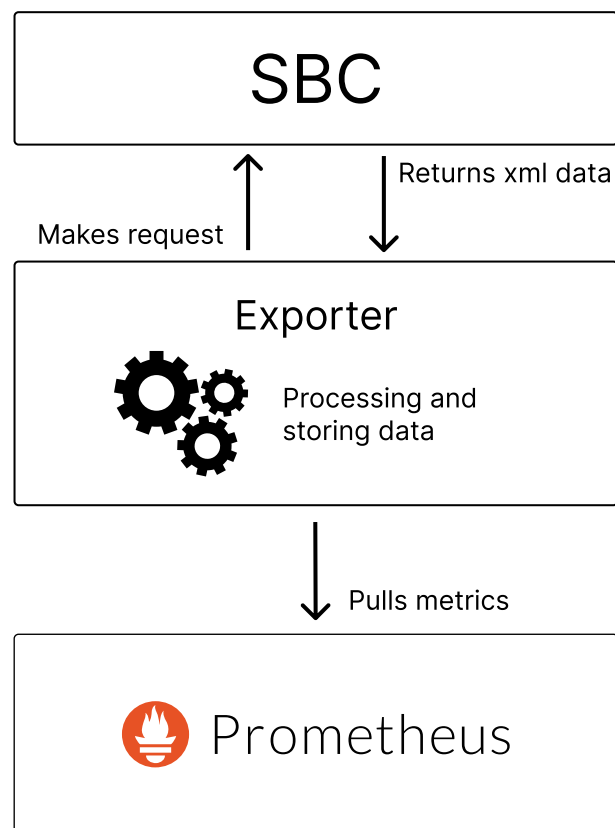 SBC
Returns xml data
Makes request
Exporter
Processing and
storing data
Pulls metrics
Prometheus